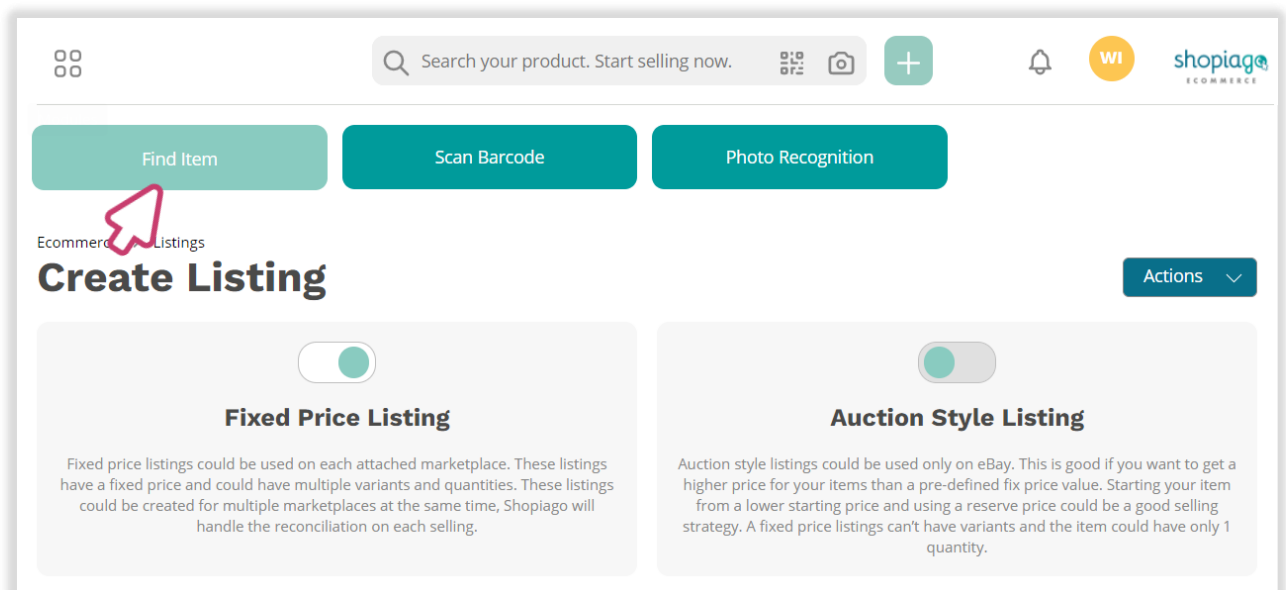 Search your product. Start selling now.
WI
shopiago
ECOMMERCE
Find Item
Scan Barcode
Photo Recognition
Ecommerc Listings
Create Listing
Actions
Fixed Price Listing
Fixed price listings could be used on each attached marketplace. These listings
have a fixed price and could have multiple variants and quantities. These listings
could be created for multiple marketplaces at the same time, Shopiago will
handle the reconciliation on each selling.
Auction Style Listing
Auction style listings could be used only on eBay. This is good if you want to get a
higher price for your items than a pre-defined fix price value. Starting your item
from a lower starting price and using a reserve price could be a good selling
strategy. A fixed price listings can't have variants and the item could have only 1
quantity.